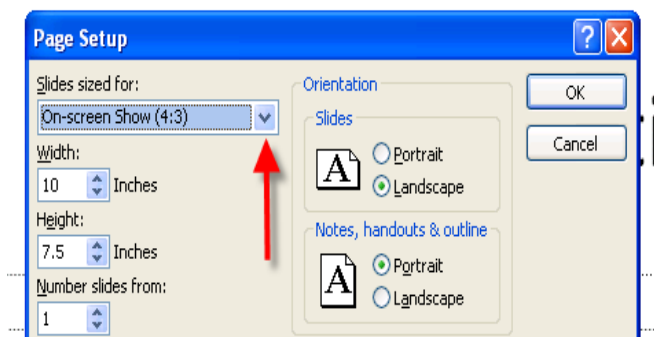 Page Setup
Slides sized for:
On-screen Show (4:3)
Width:
10 Inches
Height:
7.5 Inches
Number slides from:
1
Orientation
Slides
A
Portrait
Landscape
Notes, handouts & outline
A
Portrait
Landscape
OK
Cancel